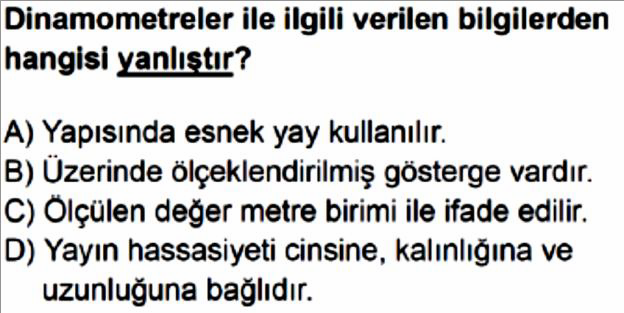 Dinamometreler ile ilgili verilen bilgilerden
hangisi yanlıştır?
A) Yapısında esnek yay kullanılır.
B) Üzerinde ölçeklendirilmiş gösterge vardır.
C) Ölçülen değer metre birimi ile ifade edilir.
D) Yayın hassasiyeti cinsine, kalınlığına ve
uzunluğuna bağlıdır.